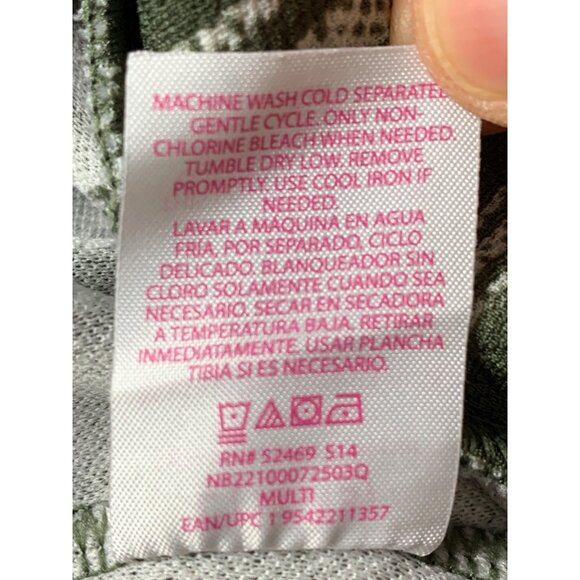 MACHINE WASH COLD SEPARATEL
GENTLE CYCLE. ONLY NON-
CHLORINE BLEACH WHEN NEEDED.
TUMBLE DRY LOW. REMOVE
PROMPTLY. USE COOL IRON IF
NEEDED.
LAVAR A MÁQUINA EN AGUA
FRÍA, POR SEPARADO, CICLO
DELICADO. BLANQUEADOR SIN
CLORO SOLAMENTE CUANDO SEA
NECESARIO. SECAR EN SECADORA
A TEMPERATURA BAJA. RETIRAR
INMEDIATAMENTE. USAR PLANCHA
TIBIA SI ES NECESARIO.
RN# 52469 S14
NB22100072503Q
MULTI
EAN/UPC 1 9542211357